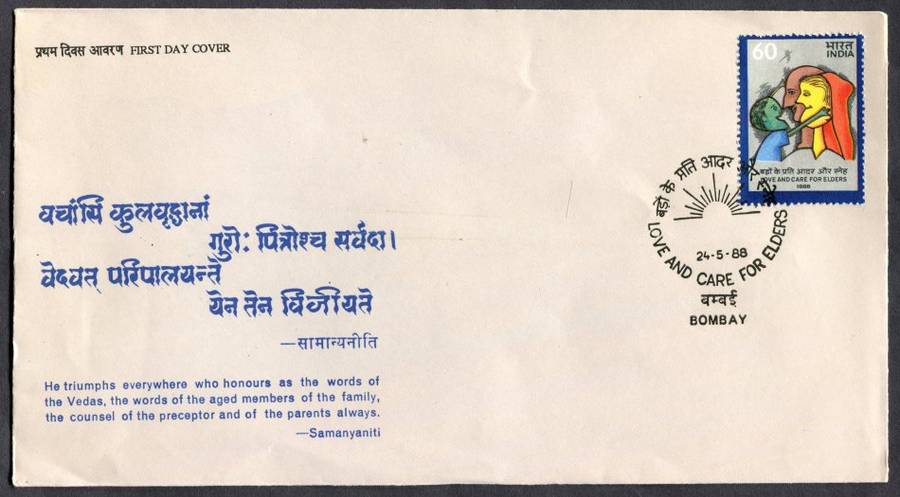 प्रथम दिवस आवरण FIRST DAY COVER
60
भारत
INDIA
बड़ों के प्रति आदर और स्नेह
LOVE AND CARE FOR ELDERS
1988
बड़ों के प्रति आदर और स्नेह
LOVE AND CARE FOR ELDERS
24-5-88
बम्बई
BOMBAY
वचांसि कुलवृद्धानां
गुरोः पित्रोश्च सर्वदा।
वेदवत् परिपालयन्ते
येन तेन विजीयते
—सामान्यनीति
He triumphs everywhere who honours as the words of
the Vedas, the words of the aged members of the family,
the counsel of the preceptor and of the parents always.
—Samanyaniti